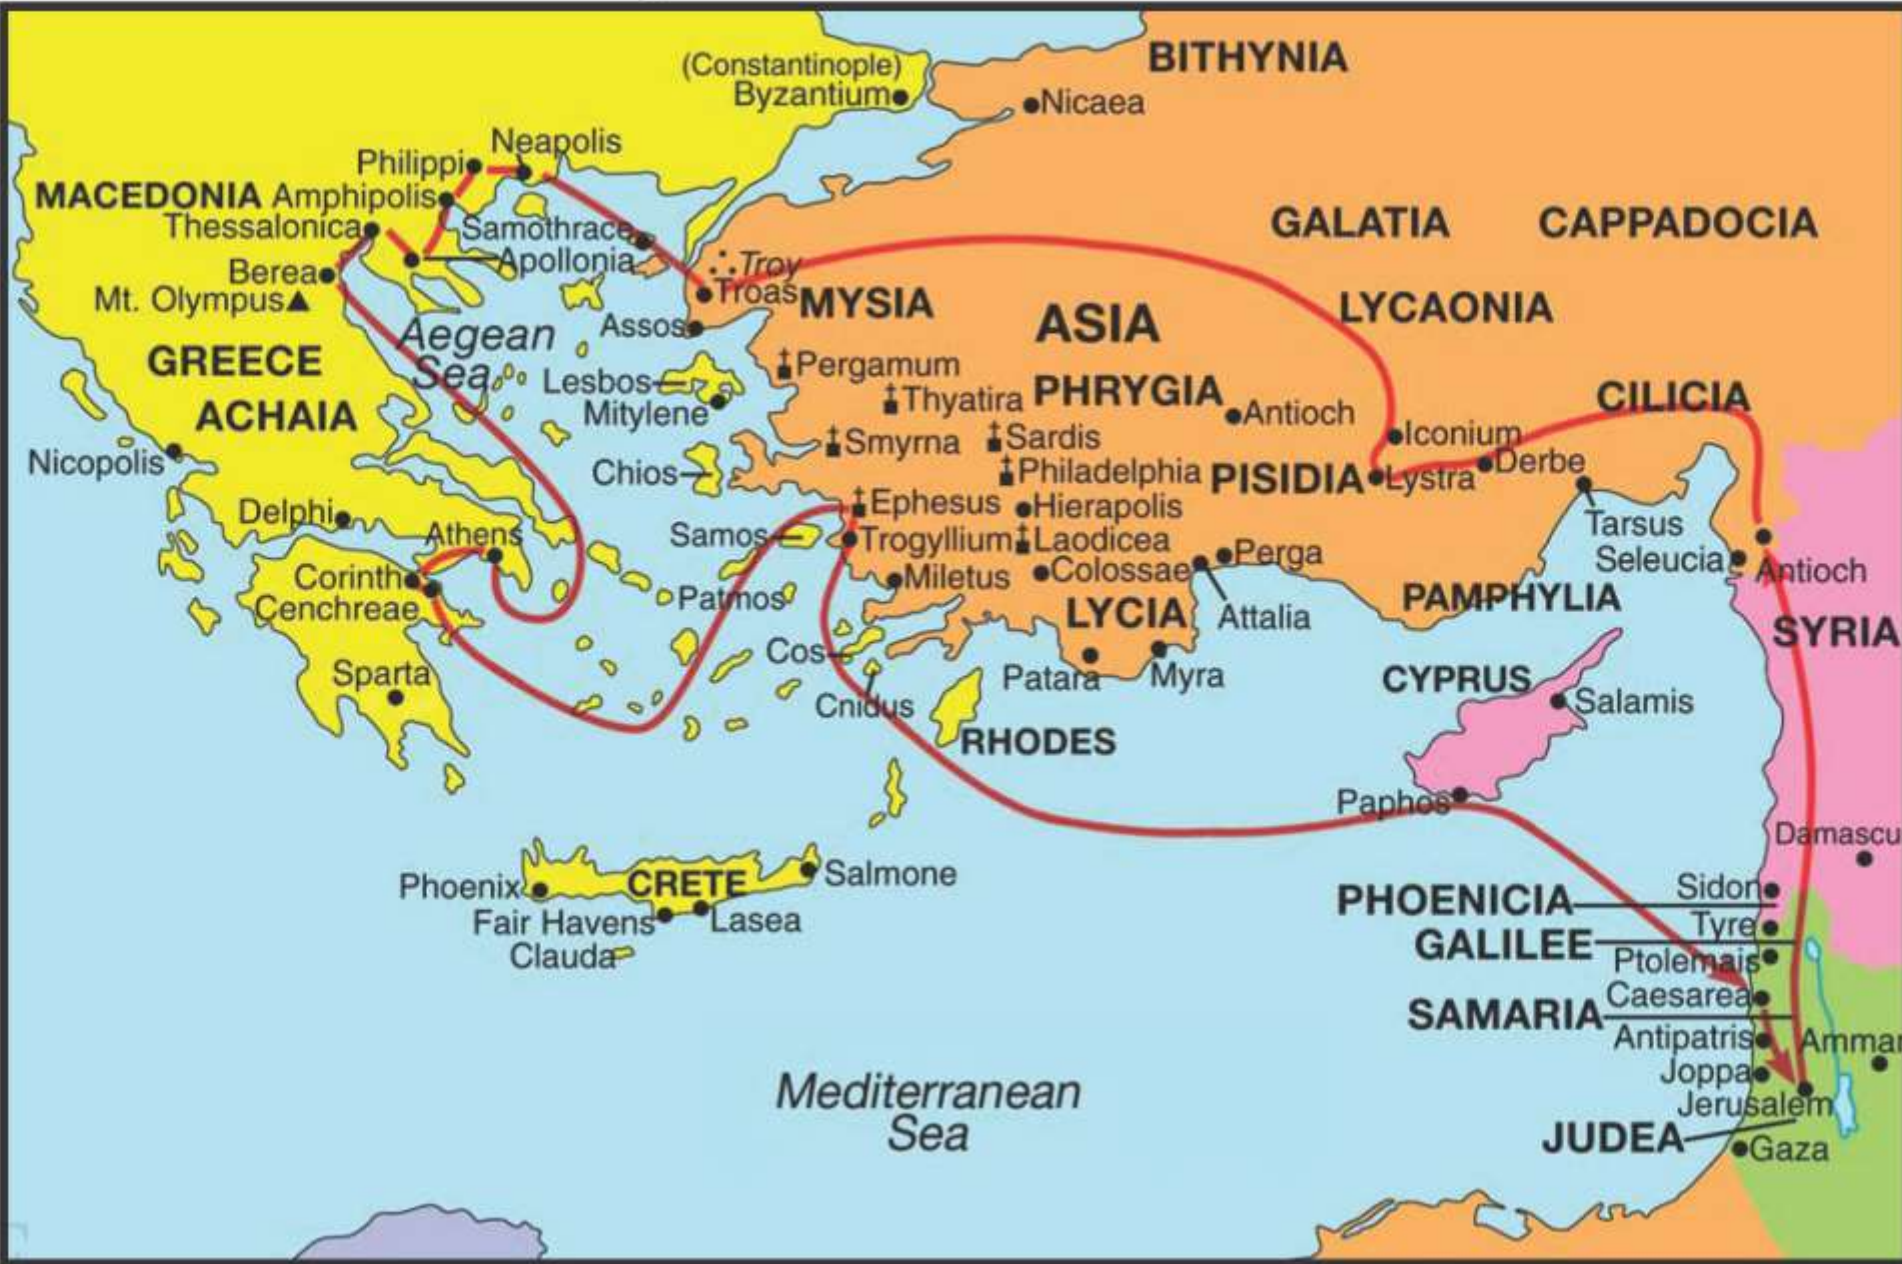 BITHYNIA
(Constantinople)
Byzantium
Nicaea
Neapolis
Philippi
MACEDONIA
Amphipolis
Thessalonica
Samothrace
Apollonia
Berea
Mt. Olympus
GALATIA
CAPPADOCIA
Troy
Troas
MYSIA
LYCAONIA
Assos
ASIA
Aegean
Sea
GREECE
ACHAIA
Pergamum
Lesbos
Mitylene
Thyatira
PHRYGIA
Antioch
CILICIA
Nicopolis
Smyrna
Sardis
Iconium
Chios
Philadelphia
PISIDIA
Lystra
Derbe
Delphi
Ephesus
Hierapolis
Athens
Samos
Trogyllium
Laodicea
Perga
Tarsus
Seleucia
Antioch
Corinth
Cenchreae
Miletus
Colossae
Patmos
LYCIA
Attalia
PAMPHYLIA
SYRIA
Cos
Sparta
Cnidus
Patara
Myra
CYPRUS
Salamis
RHODES
Paphos
Damascu
Phoenix
CRETE
Salmone
Fair Havens
Lasea
Clauda
PHOENICIA
Sidon
Tyre
GALILEE
Ptolemais
Caesarea
SAMARIA
Antipatris
Amman
Joppa
Jerusalem
JUDEA
Gaza
Mediterranean
Sea